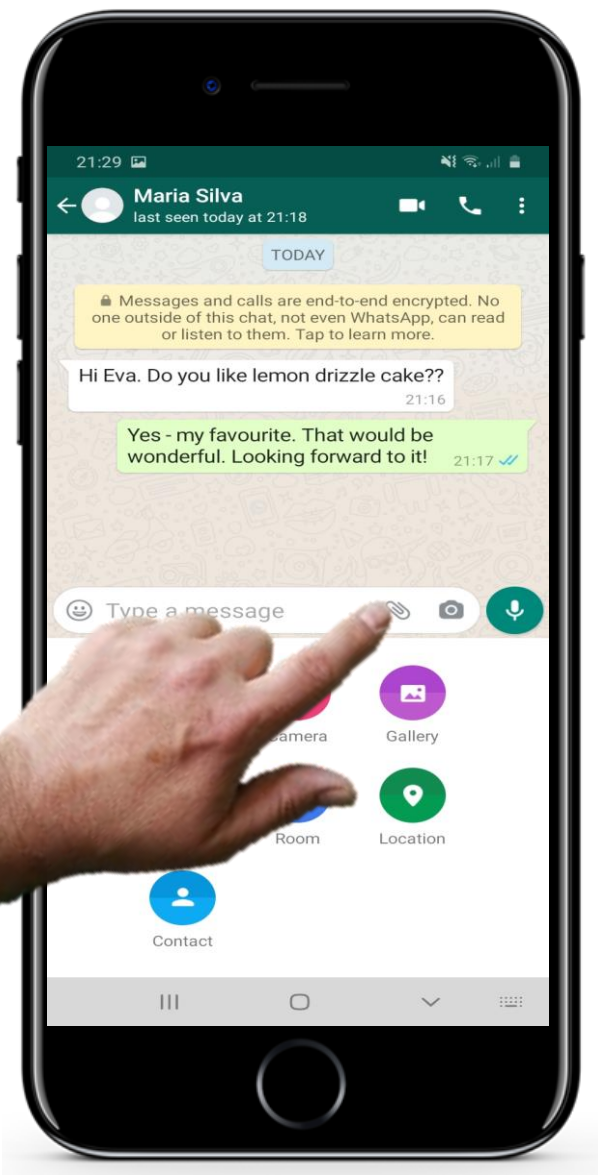 21:29
Maria Silva
last seen today at 21:18
TODAY
Messages and calls are end-to-end encrypted. No
one outside of this chat, not even WhatsApp, can read
or listen to them. Tap to learn more.
Hi Eva. Do you like lemon drizzle cake??
21:16
Yes - my favourite. That would be
wonderful. Looking forward to it!
21:17
Type a message
Camera
Gallery
Room
Location
Contact